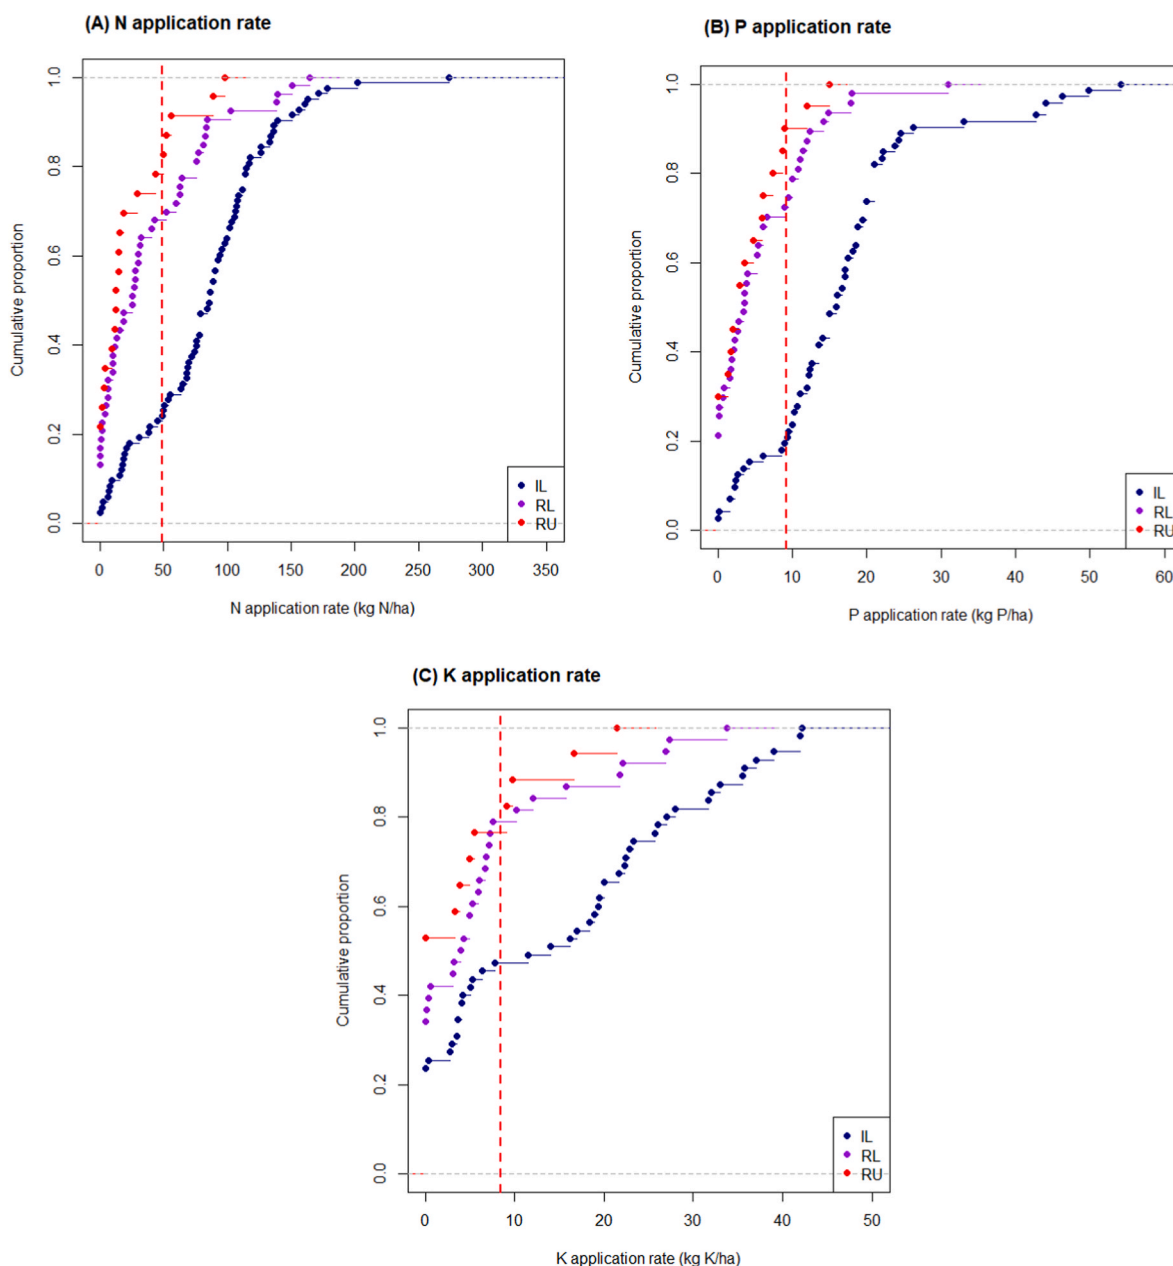 (A) N application rate
Cumulative proportion
0.0 0.2 0.4 0.6 0.8 1.0
IL
RL
RU
0 50 100 150 200 250 300 350
N application rate (kg N/ha)
(B) P application rate
Cumulative proportion
0.0 0.2 0.4 0.6 0.8 1.0
IL
RL
RU
0 10 20 30 40 50 60
P application rate (kg P/ha)
(C) K application rate
Cumulative proportion
0.0 0.2 0.4 0.6 0.8 1.0
IL
RL
RU
0 10 20 30 40 50
K application rate (kg K/ha)